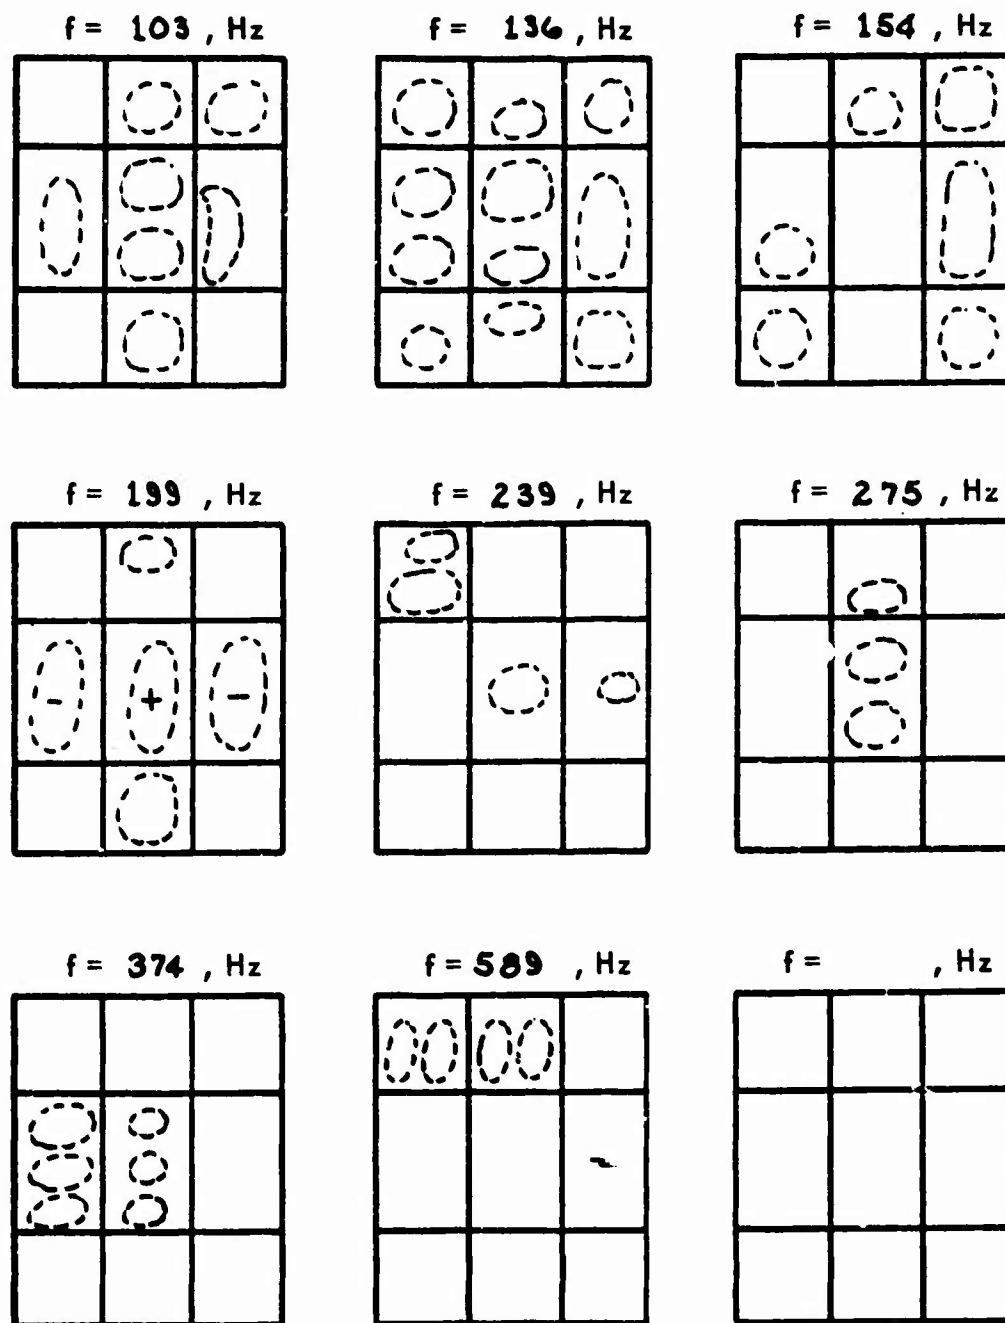 f = 103 , Hz f = 136 , Hz f = 154 , Hz
f = 199 , Hz f = 239 , Hz f = 275 , Hz
- + -
f = 374 , Hz f = 589 , Hz f = , Hz